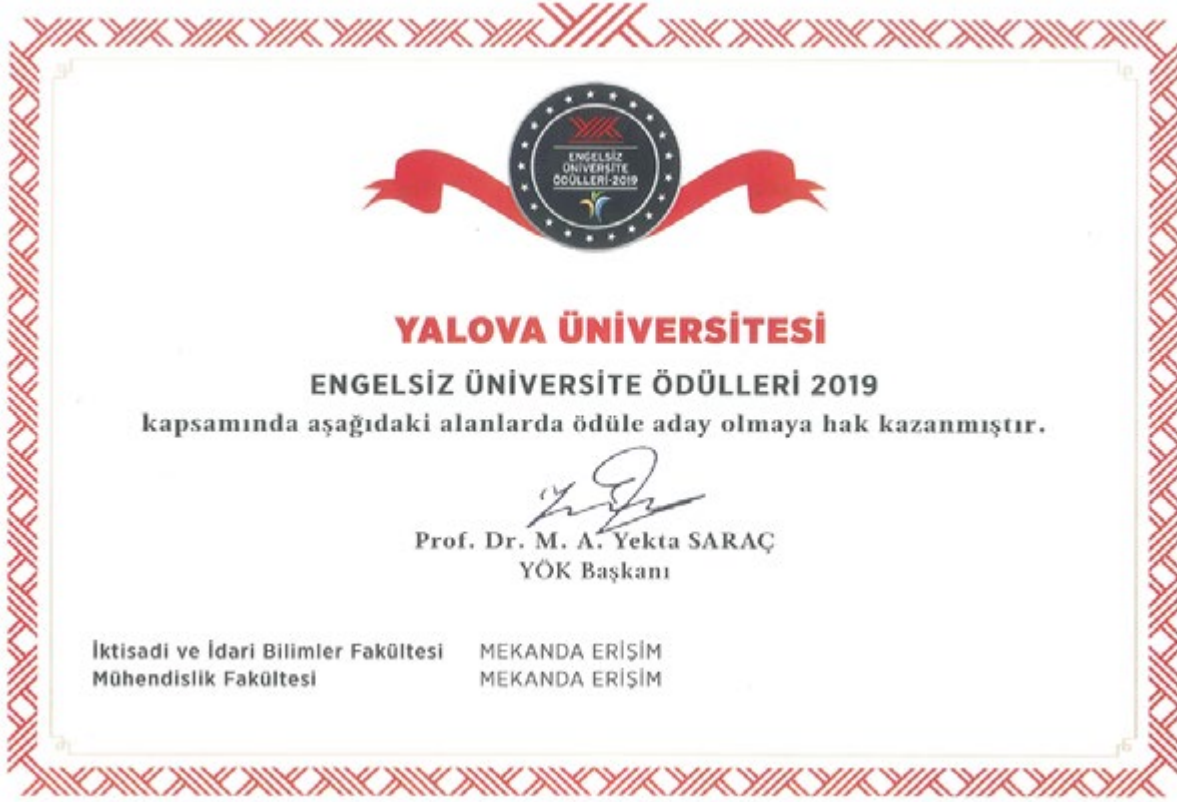 ENGELSİZ
ÜNİVERSİTE
ÖDÜLLERİ-2019
YALOVA ÜNİVERSİTESİ
ENGELSİZ ÜNİVERSİTE ÖDÜLLERİ 2019
kapsamında aşağıdaki alanlarda ödüle aday olmaya hak kazanmıştır.
Prof. Dr. M. A. Yekta SARAÇ
YÖK Başkanı
İktisadi ve İdari Bilimler Fakültesi MEKANDA ERİŞİM
Mühendislik Fakültesi MEKANDA ERİŞİM